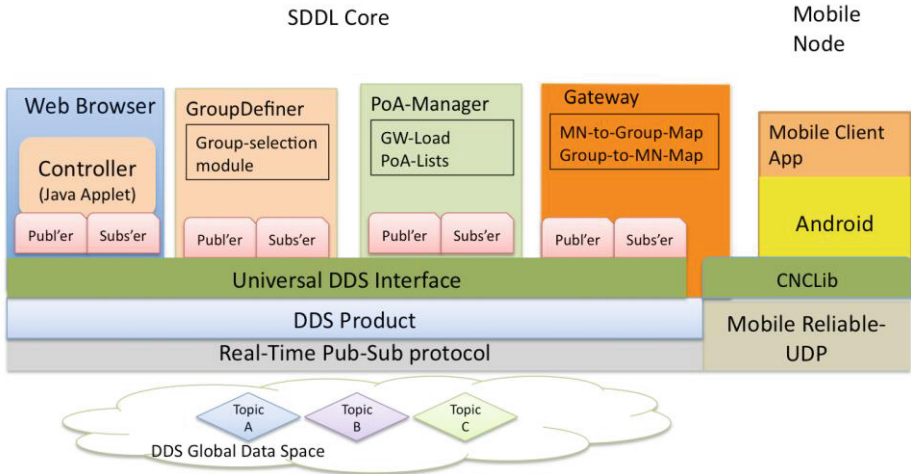 SDDL Core
Mobile
Node
Web Browser
Controller
(Java Applet)
Publ'er
Subs'er
GroupDefiner
Group-selection
module
Publ'er
Subs'er
PoA-Manager
GW-Load
PoA-Lists
Publ'er
Subs'er
Gateway
MN-to-Group-Map
Group-to-MN-Map
Publ'er
Subs'er
Mobile Client
App
Android
Universal DDS Interface
CNCLib
DDS Product
Mobile Reliable-
UDP
Real-Time Pub-Sub protocol
Topic
A
Topic
B
Topic
C
DDS Global Data Space